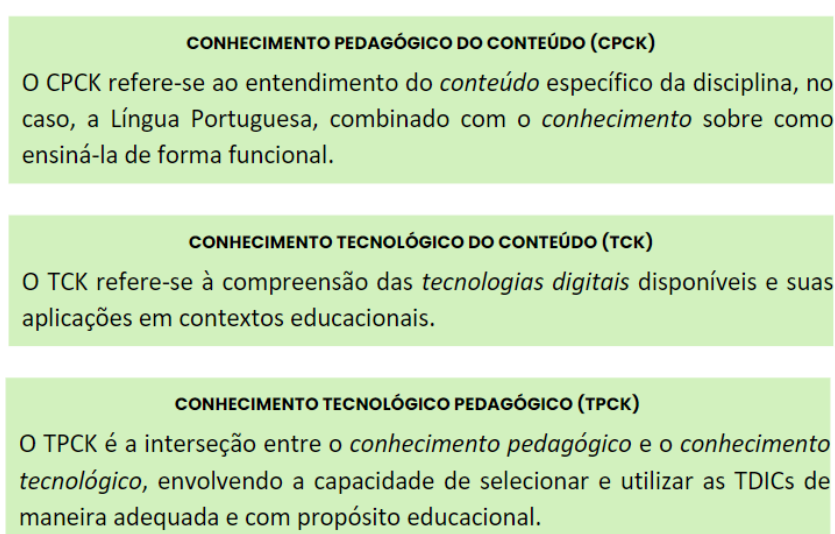 CONHECIMENTO PEDAGÓGICO DO CONTEÚDO (CPCK)
O CPCK refere-se ao entendimento do conteúdo específico da disciplina, no
caso, a Língua Portuguesa, combinado com o conhecimento sobre como
ensiná-la de forma funcional.
CONHECIMENTO TECNOLÓGICO DO CONTEÚDO (TCK)
O TCK refere-se à compreensão das tecnologias digitais disponíveis e suas
aplicações em contextos educacionais.
CONHECIMENTO TECNOLÓGICO PEDAGÓGICO (TPCK)
O TPCK é a interseção entre o conhecimento pedagógico e o conhecimento
tecnológico, envolvendo a capacidade de selecionar e utilizar as TDICs de
maneira adequada e com propósito educacional.